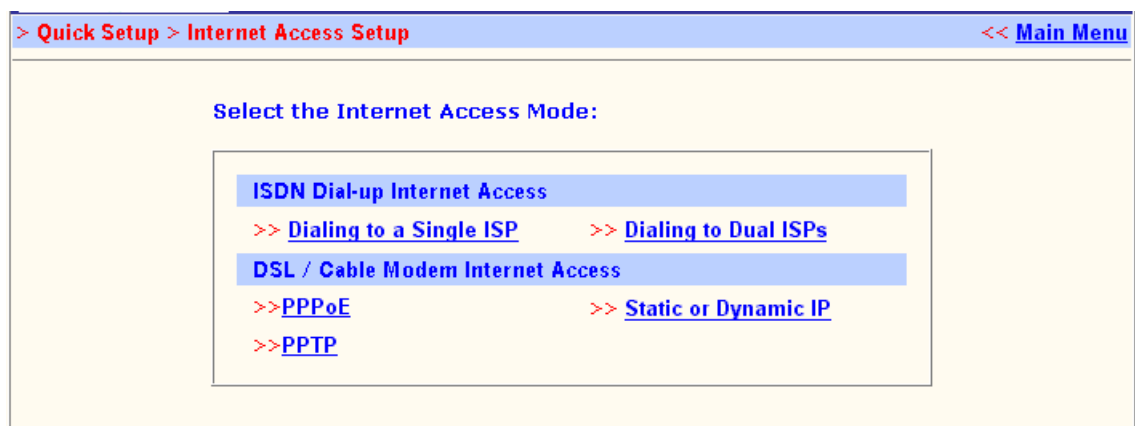 > Quick Setup > Internet Access Setup << Main Menu
Select the Internet Access Mode:
ISDN Dial-up Internet Access
>> Dialing to a Single ISP >> Dialing to Dual ISPs
DSL / Cable Modem Internet Access
>>PPPoE >> Static or Dynamic IP
>>PPTP